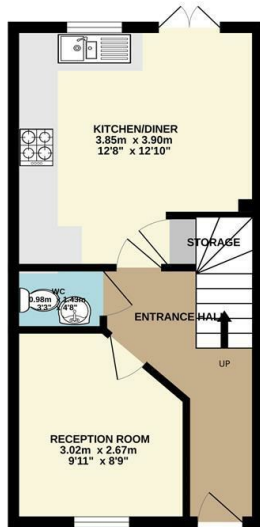 KITCHEN/DINER
3.85m x 3.90m
12'8" x 12'10"
STORAGE
WC
0.98m x 1.43m
3'3" x 4'8"
ENTRANCE HALL
UP
RECEPTION ROOM
3.02m x 2.67m
9'11" x 8'9"